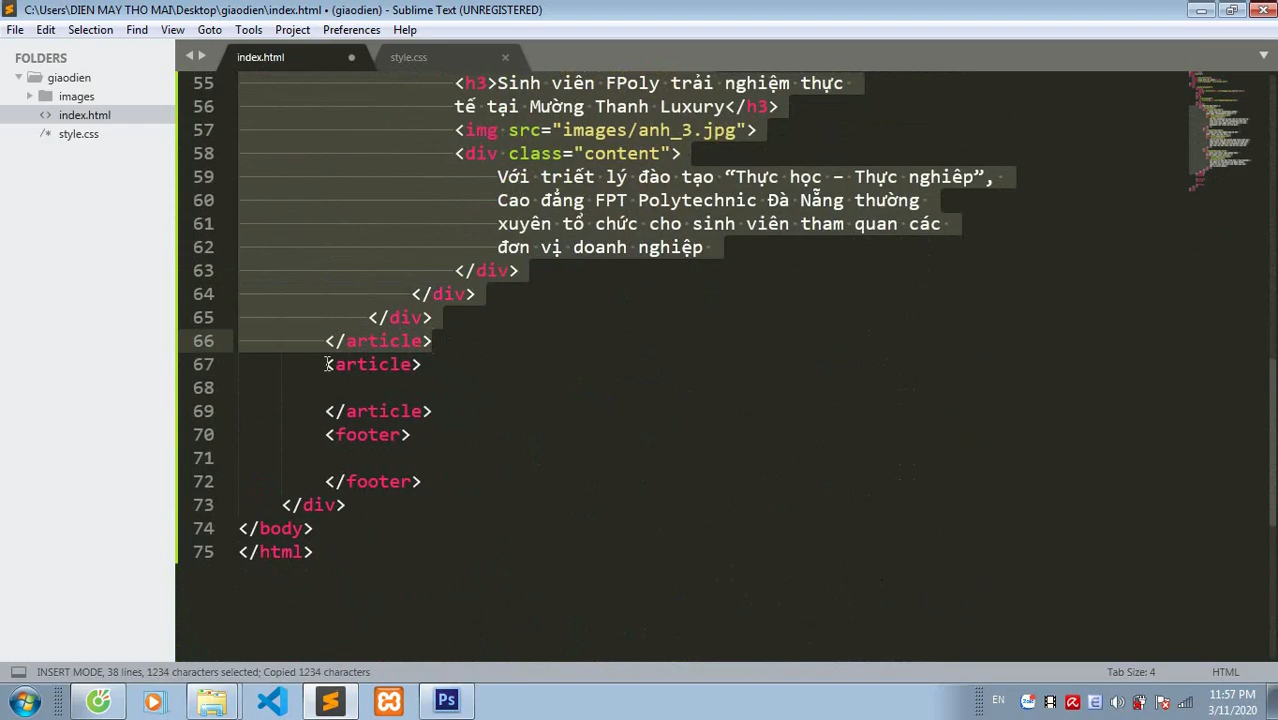 C:\Users\DIEN MAY THO MAI\Desktop\giaodien\index.html • (giaodien) - Sublime Text (UNREGISTERED)
File Edit Selection Find View Goto Tools Project Preferences Help
FOLDERS
giaodien
images
index.html
style.css
index.html
style.css
55 <h3>Sinh viên FPoly trải nghiệm thực
56 tế tại Mường Thanh Luxury</h3>
57 <img src="images/anh_3.jpg">
58 <div class="content">
59 Với triết lý đào tạo “Thực học – Thực nghiêp”,
60 Cao đẳng FPT Polytechnic Đà Nẵng thường
61 xuyên tổ chức cho sinh viên tham quan các
62 đơn vị doanh nghiệp
63 </div>
64 </div>
65 </div>
66 </article>
67 <article>
68
69 </article>
70 <footer>
71
72 </footer>
73 </div>
74 </body>
75 </html>
INSERT MODE, 38 lines, 1234 characters selected; Copied 1234 characters
Tab Size: 4
HTML
EN
11:57 PM
3/11/2020